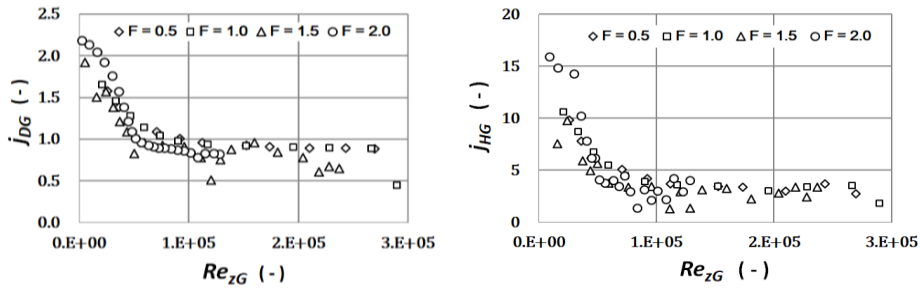 F = 0.5 F = 1.0 F = 1.5 F = 2.0
2.5
2.0
1.5
1.0
0.5
0.0
j_DG (-)
0.E+00 1.E+05 2.E+05 3.E+05
Re_zG (-)
F = 0.5 F = 1.0 F = 1.5 F = 2.0
20
15
10
5
0
j_HG (-)
0.E+00 1.E+05 2.E+05 3.E+05
Re_zG (-)